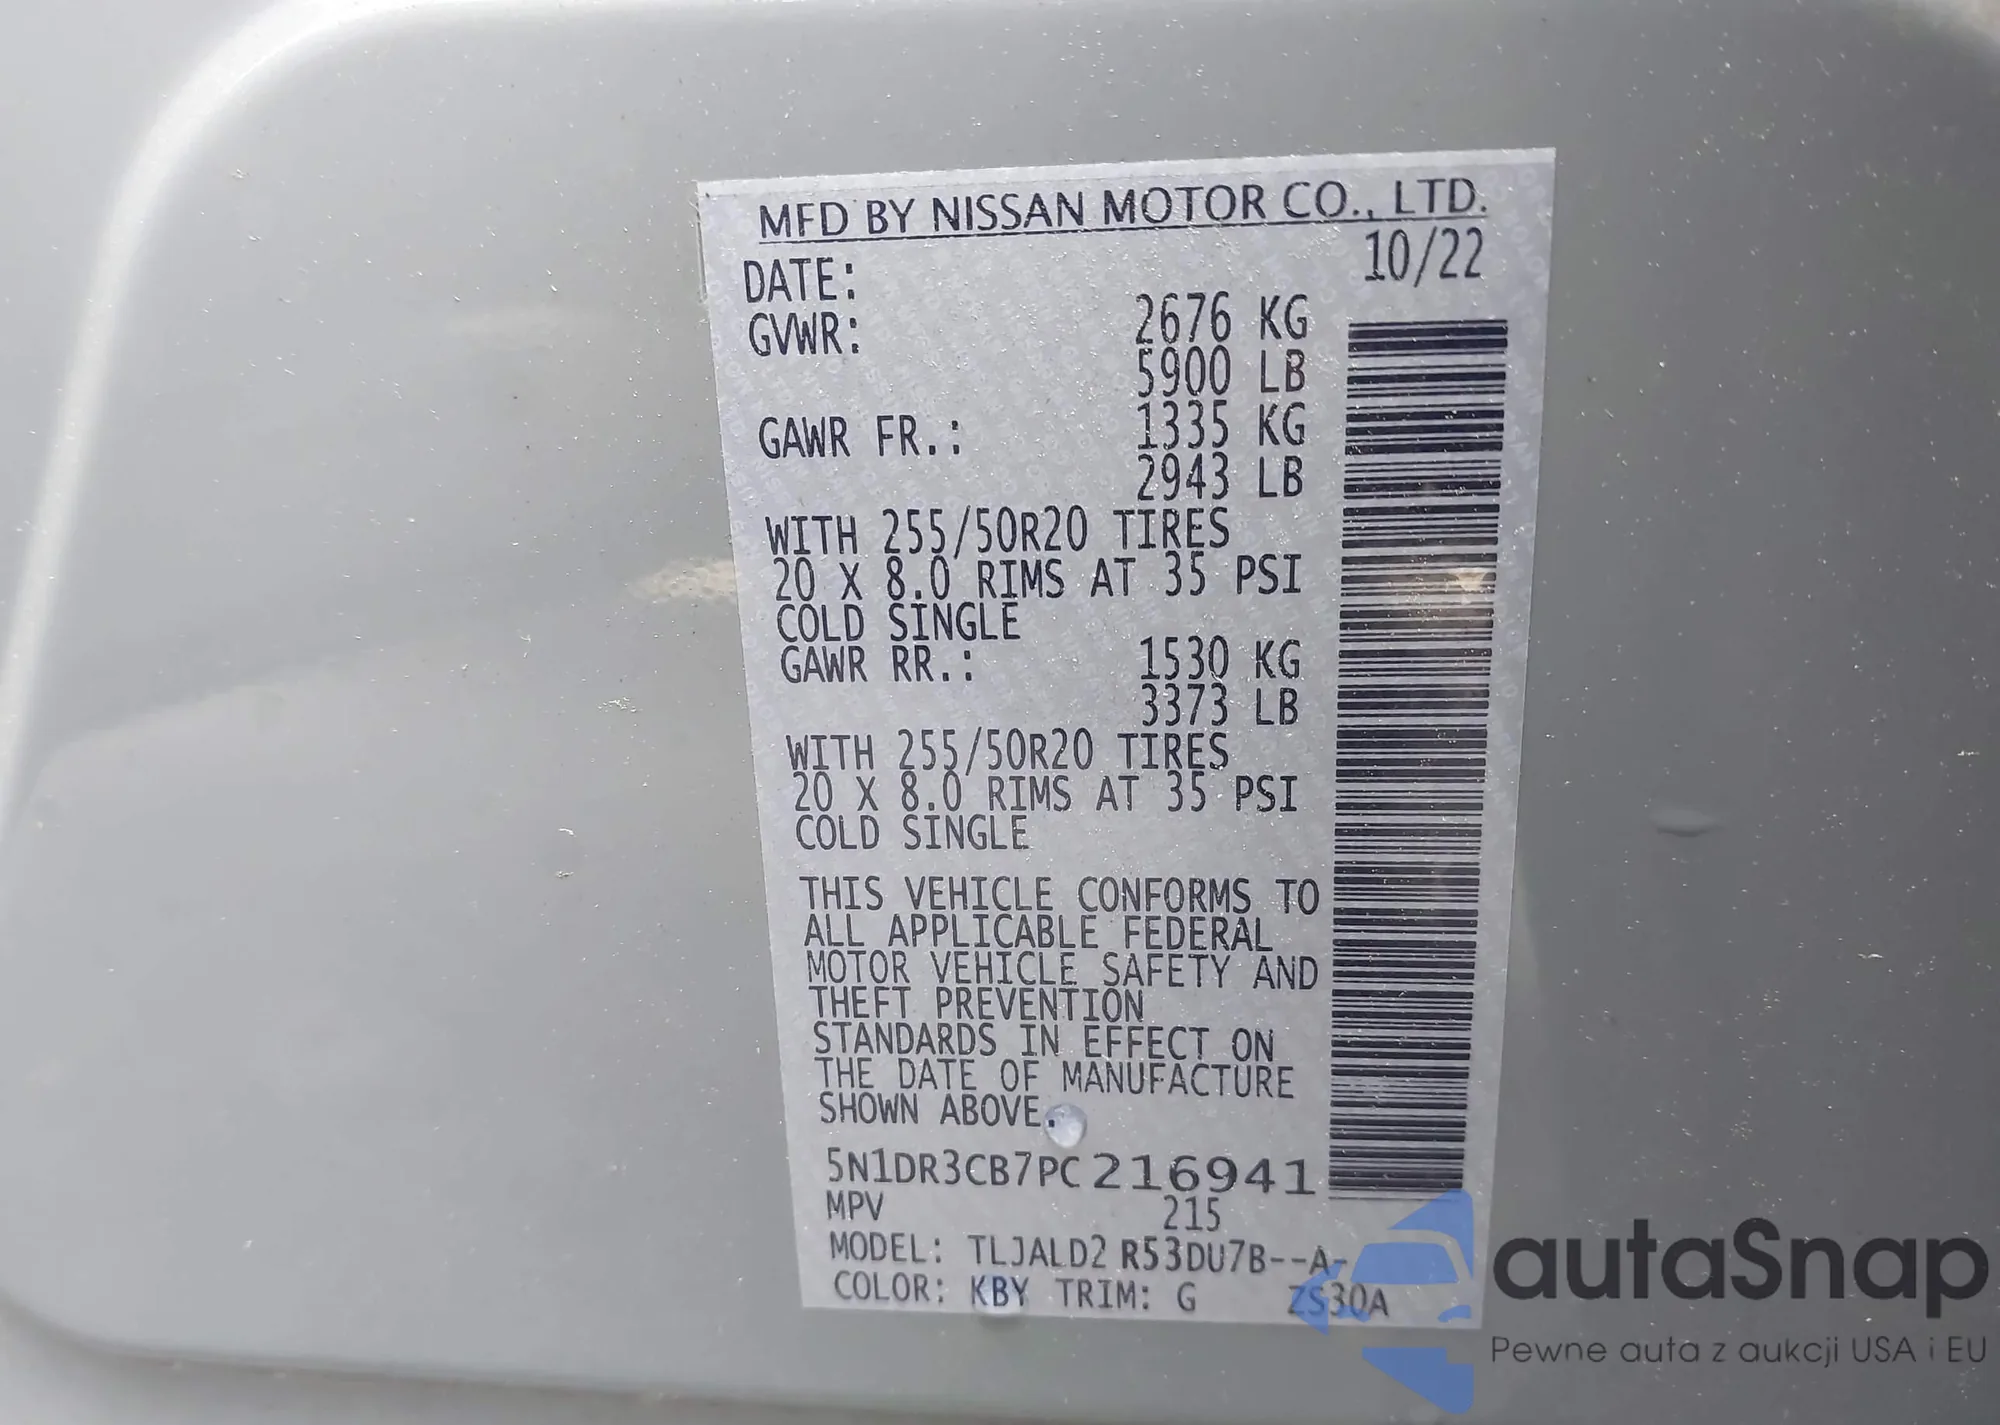 MFD BY NISSAN MOTOR CO., LTD.
DATE: 10/22
GVWR: 2676 KG
5900 LB
GAWR FR.: 1335 KG
2943 LB
WITH 255/50R20 TIRES
20 X 8.0 RIMS AT 35 PSI
COLD SINGLE
GAWR RR.: 1530 KG
3373 LB
WITH 255/50R20 TIRES
20 X 8.0 RIMS AT 35 PSI
COLD SINGLE
THIS VEHICLE CONFORMS TO
ALL APPLICABLE FEDERAL
MOTOR VEHICLE SAFETY AND
THEFT PREVENTION
STANDARDS IN EFFECT ON
THE DATE OF MANUFACTURE
SHOWN ABOVE.
5N1DR3CB7PC216941
MPV 215
MODEL: TLJALD2 R53DU7B--A-
COLOR: KBY TRIM: G ZS30A
autaSnap
Pewne auta z aukcji USA i EU